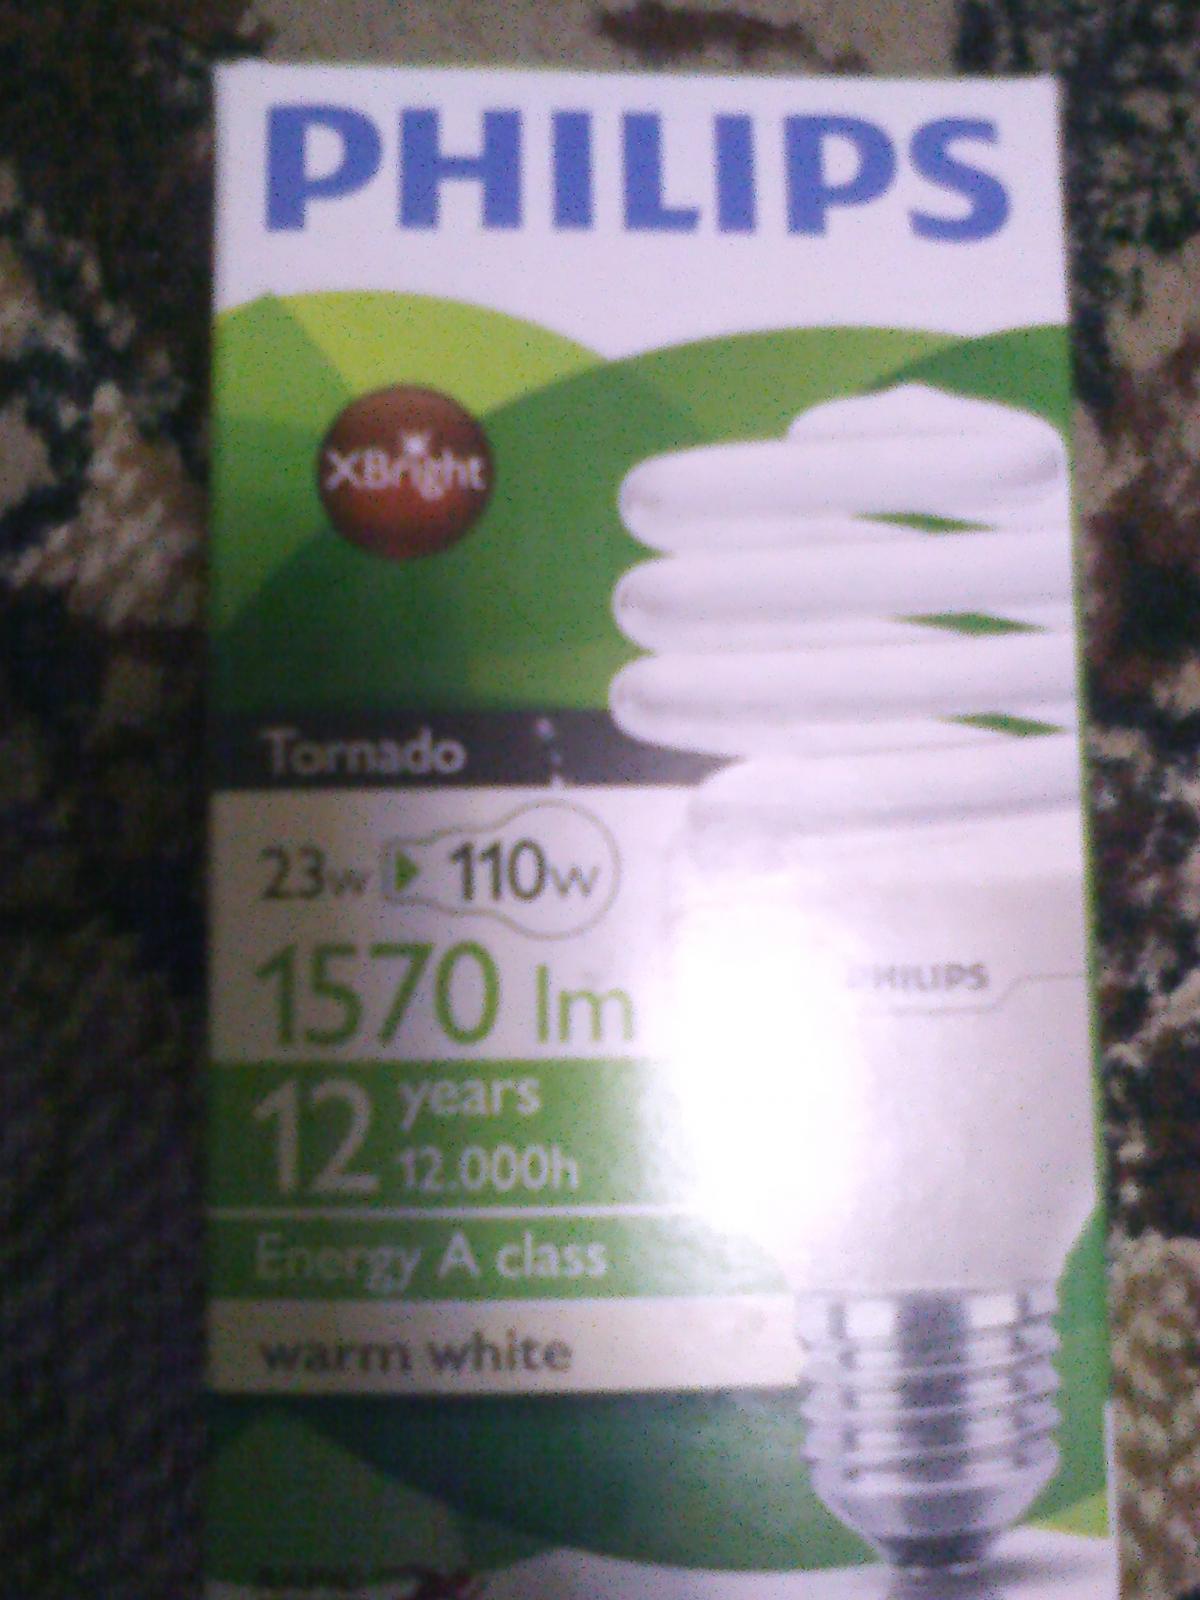 PHILIPS
XBright
Tornado
23w 110w
1570 lm
PHILIPS
12 years
12.000h
Energy A class
warm white